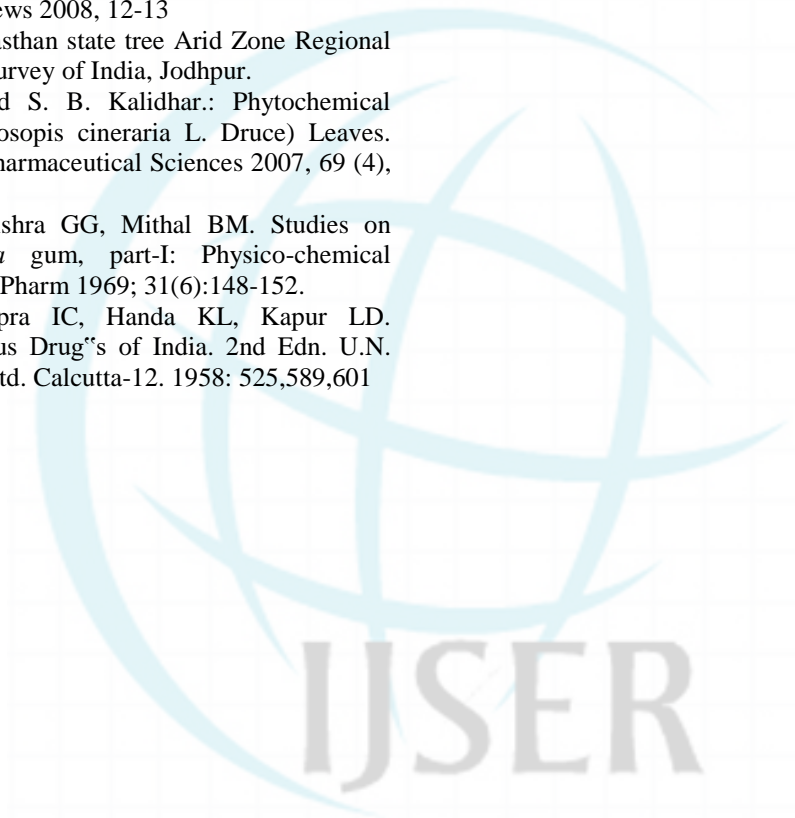 ews 2008, 12-13
asthan state tree Arid Zone Regional
urvey of India, Jodhpur.
d S. B. Kalidhar.: Phytochemical
osopis cineraria L. Druce) Leaves.
harmaceutical Sciences 2007, 69 (4),
shra GG, Mithal BM. Studies on
a gum, part-I: Physico-chemical
Pharm 1969; 31(6):148-152.
pra IC, Handa KL, Kapur LD.
us Drug‟s of India. 2nd Edn. U.N.
td. Calcutta-12. 1958: 525,589,601
IJSER